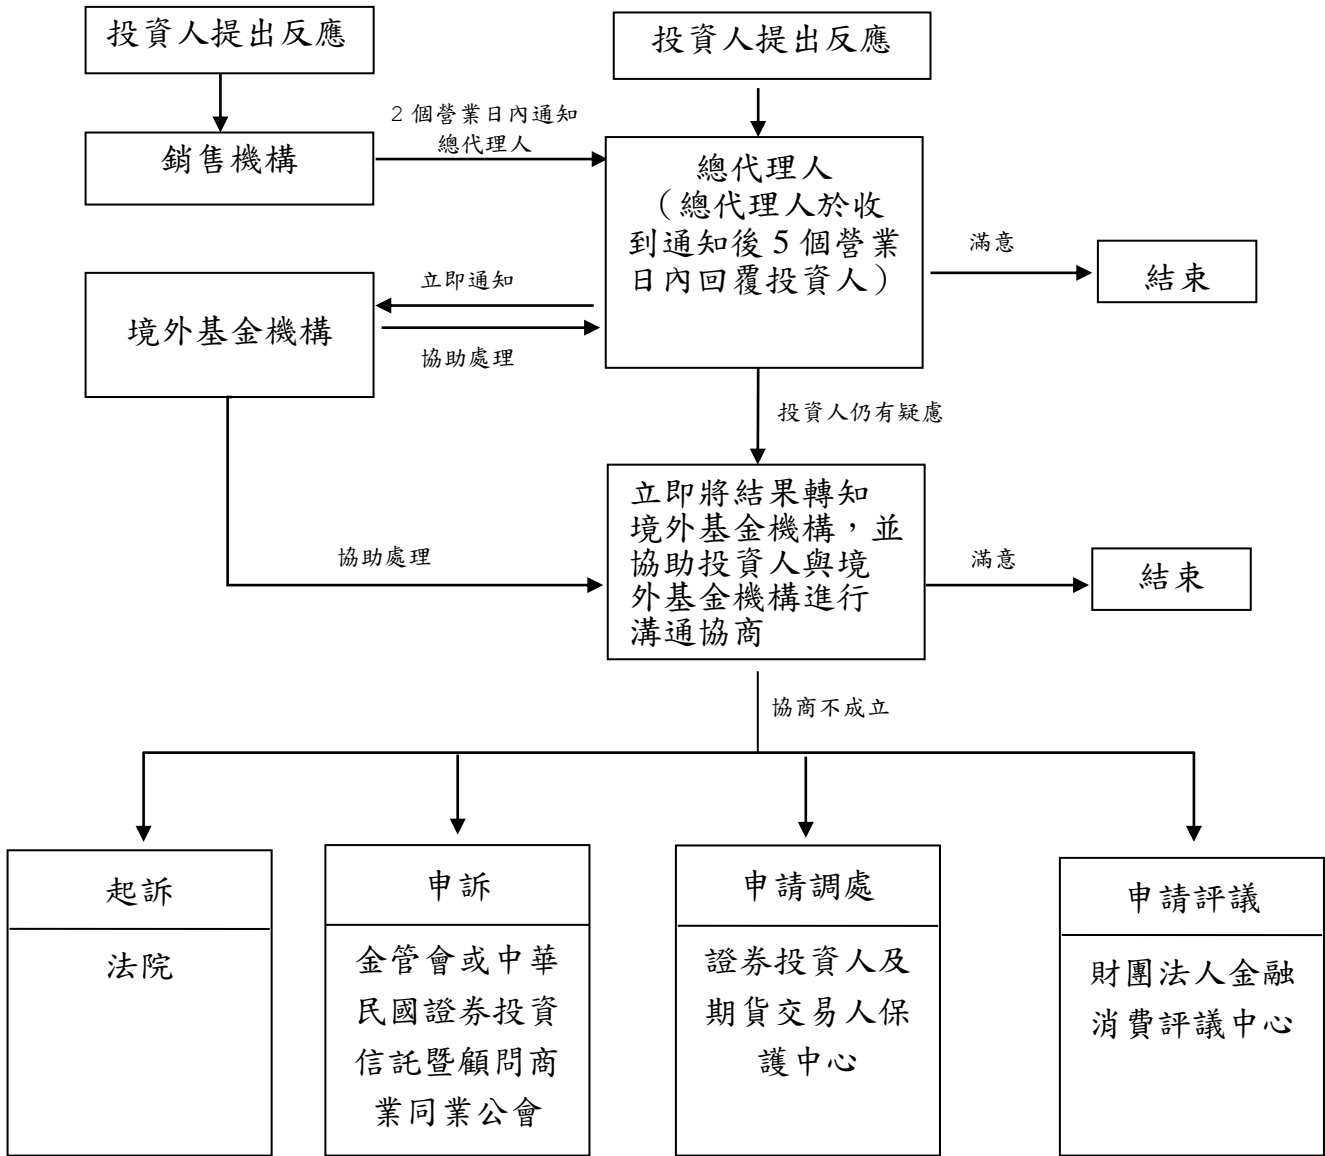 投資人提出反應
投資人提出反應
2 個營業日內通知
總代理人
銷售機構
總代理人
（總代理人於收
到通知後 5 個營業
日內回覆投資人）
滿意
結束
立即通知
境外基金機構
協助處理
投資人仍有疑慮
立即將結果轉知
境外基金機構，並
協助投資人與境
外基金機構進行
溝通協商
協助處理
滿意
結束
協商不成立
起訴
法院
申訴
金管會或中華
民國證券投資
信託暨顧問商
業同業公會
申請調處
證券投資人及
期貨交易人保
護中心
申請評議
財團法人金融
消費評議中心